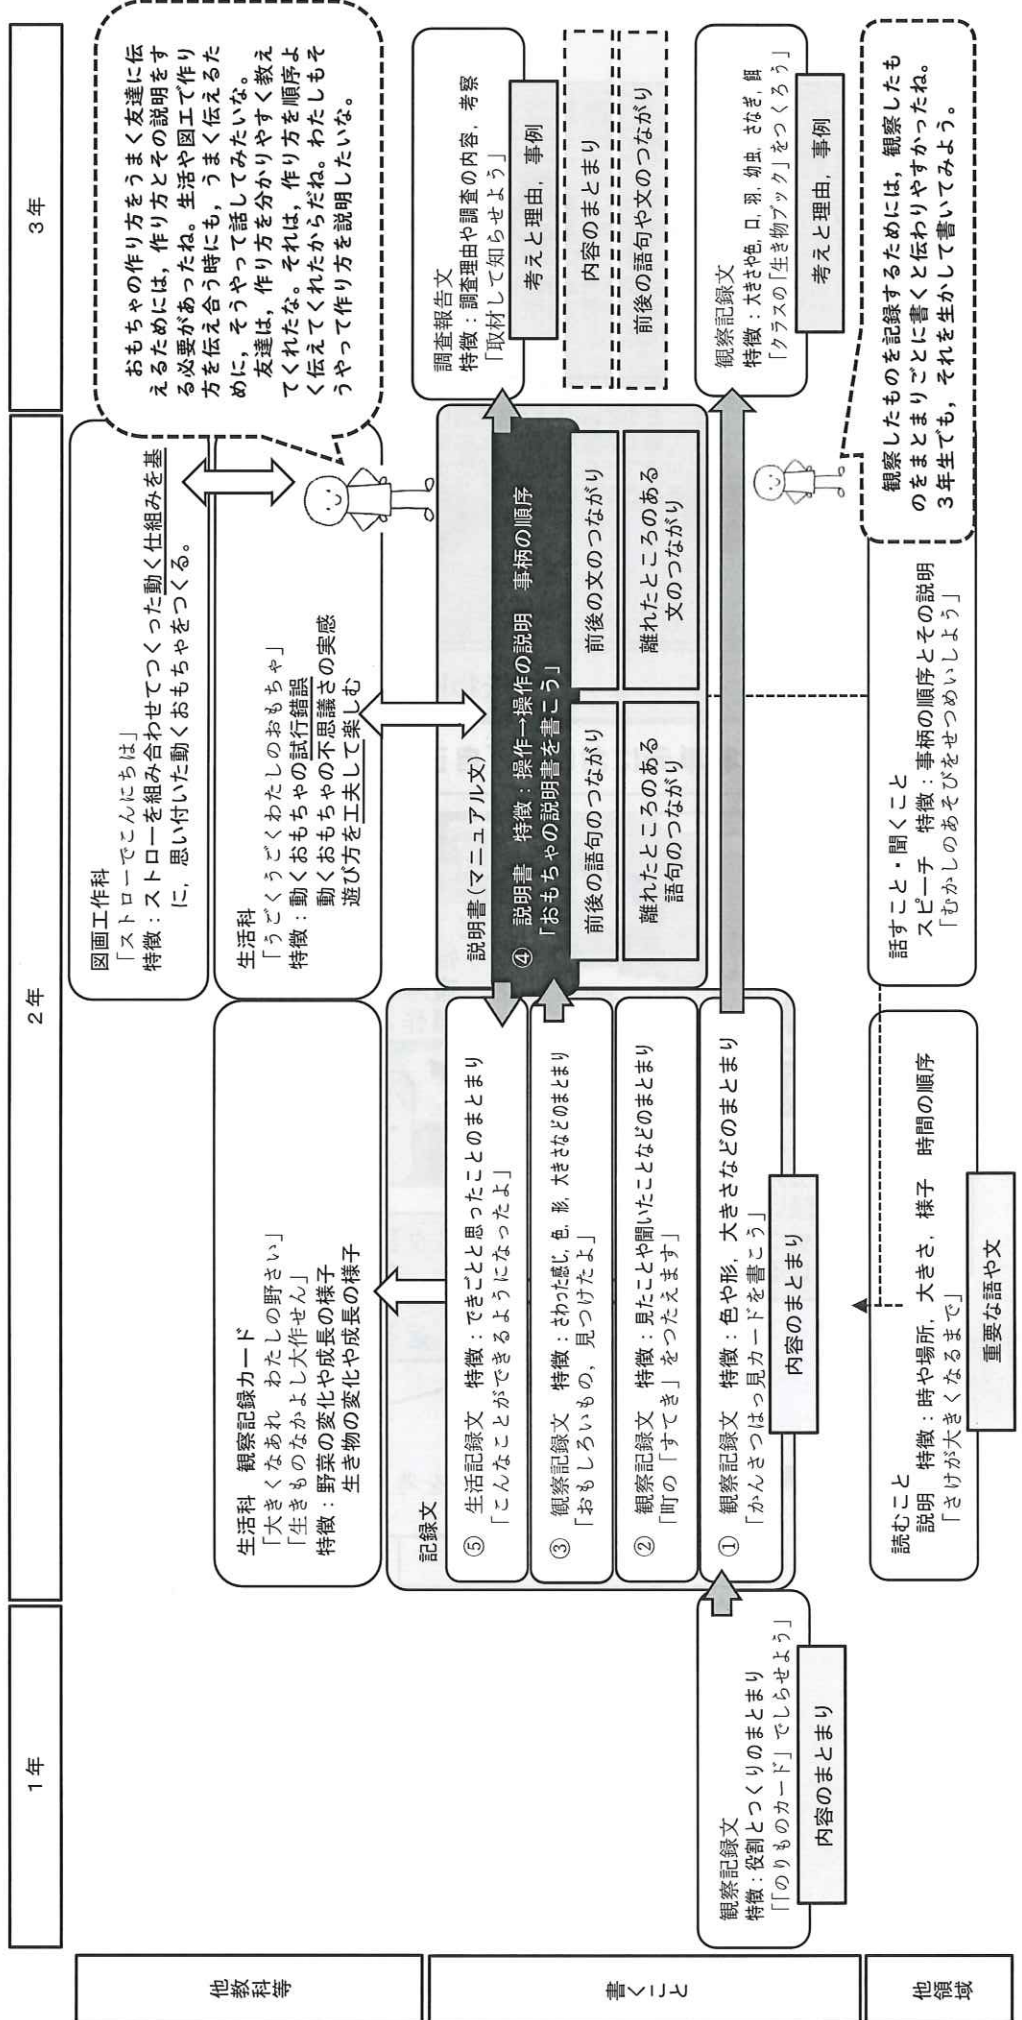 1年
2年
3年
他教科等
図画工作科
「ストローでこんにちは」
特徴：ストローを組み合わせてつくった動く仕組みを基
に，思い付いた動くおもちゃをつくる。
生活科　観察記録カード
「大きくなあれ　わたしの野さい」
「生きものなかよし大作せん」
特徴：野菜の変化や成長の様子
生き物の変化や成長の様子
生活科
「うごくうごくわたしのおもちゃ」
特徴：動くおもちゃの試行錯誤
動くおもちゃの不思議さの実感
遊び方を工夫して楽しむ
おもちゃの作り方をうまく友達に伝
えるためには，作り方とその説明をす
る必要があったね。生活や図工で作り
方を伝え合う時にも，うまく伝えるた
めに，そうやって話してみたいな。
友達は，作り方を分かりやすく教え
てくれたな。それは，作り方を順序よ
く伝えてくれたからだね。わたしもそ
うやって作り方を説明したいな。
書くこと
観察記録文
特徴：役割とつくりのまとまり
「「のりものカード」でしらせよう」
内容のまとまり
記録文
⑤　生活記録文　特徴：できごと思ったことのまとまり
「こんなことができるようになったよ」
③　観察記録文　特徴：さわった感じ，色，形，大きさなどのまとまり
「おもしろいもの，見つけたよ」
②　観察記録文　特徴：見たことや聞いたことなどのまとまり
「町の「すてき」をつたえます」
①　観察記録文　特徴：色や形，大きさなどのまとまり
「かんさつはっ見カードを書こう」
内容のまとまり
説明書（マニュアル文）
④　説明書　特徴：操作→操作の説明　事柄の順序
「おもちゃの説明書を書こう」
前後の語句のつながり
前後の文のつながり
離れたところのある
語句のつながり
離れたところのある
文のつながり
調査報告文
特徴：調査理由や調査の内容，考察
「取材して知らせよう」
考えと理由，事例
内容のまとまり
前後の語句や文のつながり
観察記録文
特徴：大きさや色，口，羽，幼虫，さなぎ，餌
「クラスの「生き物ブック」をつくろう」
考えと理由，事例
他領域
読むこと
説明　特徴：時や場所，大きさ，様子　時間の順序
「さけが大きくなるまで」
重要な語や文
話すこと・聞くこと
スピーチ　特徴：事柄の順序とその説明
「むかしのあそびをせつめいしよう」
観察したものを記録するためには，観察したも
のをまとまりごとに書くと伝わりやすかったね。
3年生でも，それを生かして書いてみよう。